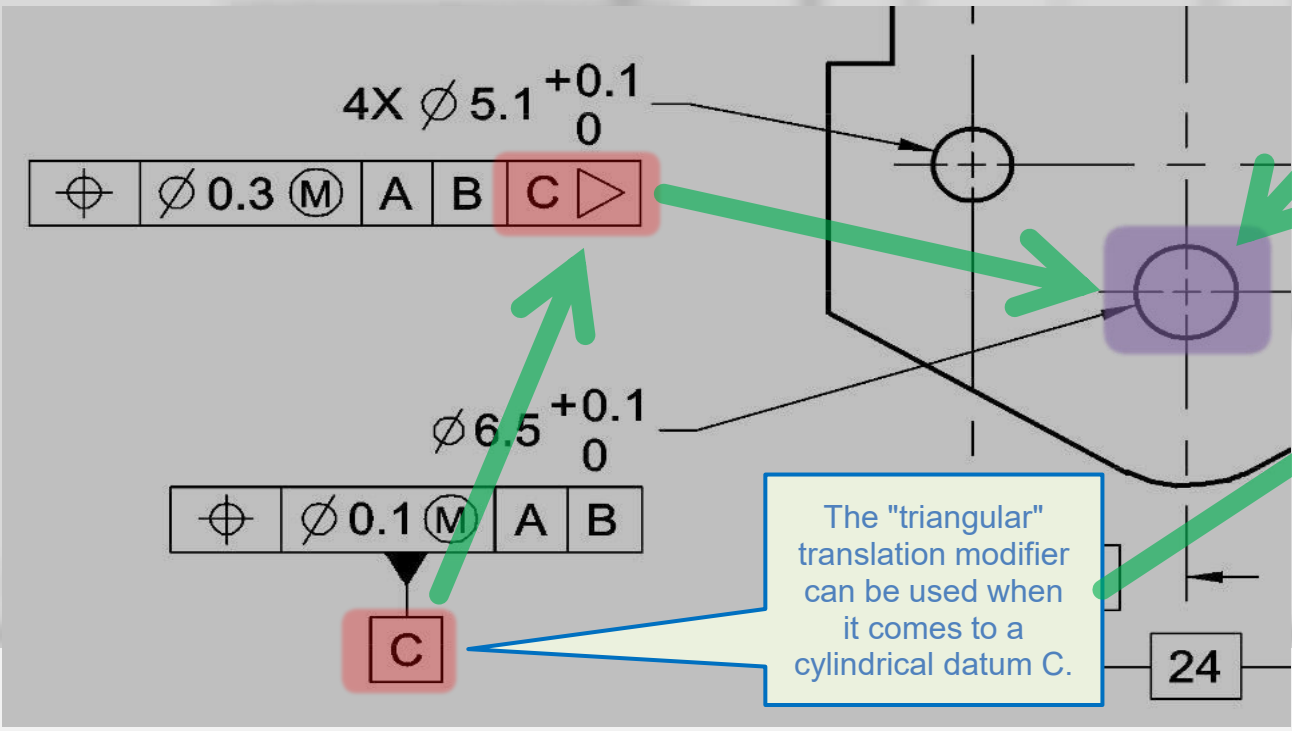 4X ⌀ 5.1 +0.1
0
⌖ ⌀ 0.3 Ⓜ A B C ▷
⌀ 6.5 +0.1
0
⌖ ⌀ 0.1 Ⓜ A B
C
The "triangular"
translation modifier
can be used when
it comes to a
cylindrical datum C.
24